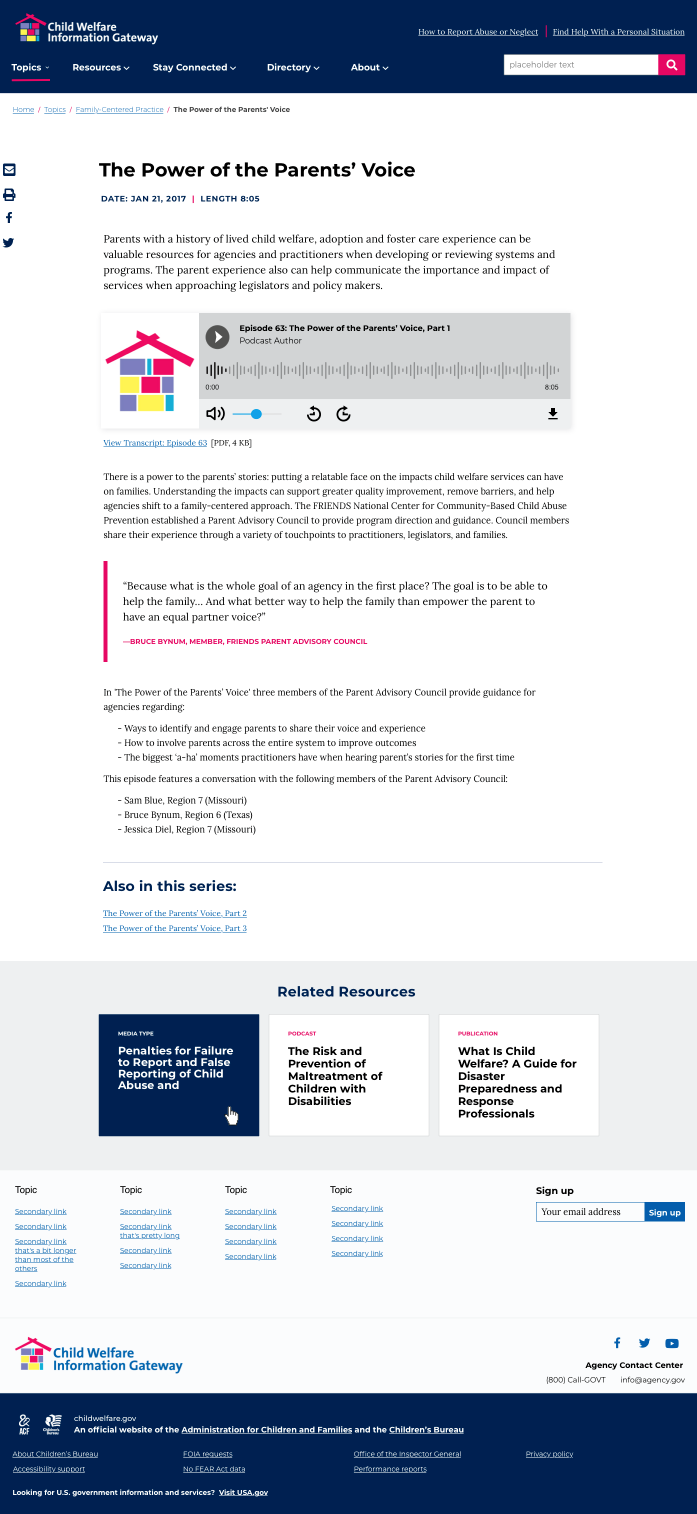 Child Welfare
Information Gateway
How to Report Abuse or Neglect | Find Help With a Personal Situation
Topics Resources Stay Connected Directory About
placeholder text
Home / Topics / Family-Centered Practice / The Power of the Parents' Voice
The Power of the Parents’ Voice
DATE: JAN 21, 2017 | LENGTH 8:05
Parents with a history of lived child welfare, adoption and foster care experience can be
valuable resources for agencies and practitioners when developing or reviewing systems and
programs. The parent experience also can help communicate the importance and impact of
services when approaching legislators and policy makers.
Episode 63: The Power of the Parents’ Voice, Part 1
Podcast Author
0:00 8:05
View Transcript: Episode 63 [PDF, 4 KB]
There is a power to the parents’ stories: putting a relatable face on the impacts child welfare services can have
on families. Understanding the impacts can support greater quality improvement, remove barriers, and help
agencies shift to a family-centered approach. The FRIENDS National Center for Community-Based Child Abuse
Prevention established a Parent Advisory Council to provide program direction and guidance. Council members
share their experience through a variety of touchpoints to practitioners, legislators, and families.
“Because what is the whole goal of an agency in the first place? The goal is to be able to
help the family... And what better way to help the family than empower the parent to
have an equal partner voice?”
—BRUCE BYNUM, MEMBER, FRIENDS PARENT ADVISORY COUNCIL
In 'The Power of the Parents’ Voice' three members of the Parent Advisory Council provide guidance for
agencies regarding:
- Ways to identify and engage parents to share their voice and experience
- How to involve parents across the entire system to improve outcomes
- The biggest ‘a-ha’ moments practitioners have when hearing parent's stories for the first time
This episode features a conversation with the following members of the Parent Advisory Council:
- Sam Blue, Region 7 (Missouri)
- Bruce Bynum, Region 6 (Texas)
- Jessica Diel, Region 7 (Missouri)
Also in this series:
The Power of the Parents’ Voice, Part 2
The Power of the Parents’ Voice, Part 3
Related Resources
MEDIA TYPE
Penalties for Failure
to Report and False
Reporting of Child
Abuse and
PODCAST
The Risk and
Prevention of
Maltreatment of
Children with
Disabilities
PUBLICATION
What Is Child
Welfare? A Guide for
Disaster
Preparedness and
Response
Professionals
Topic
Secondary link
Secondary link
Secondary link
that's a bit longer
than most of the
others
Secondary link
Topic
Secondary link
Secondary link
that's pretty long
Secondary link
Secondary link
Topic
Secondary link
Secondary link
Secondary link
Secondary link
Topic
Secondary link
Secondary link
Secondary link
Secondary link
Sign up
Your email address Sign up
Child Welfare
Information Gateway
Agency Contact Center
(800) Call-GOVT info@agency.gov
ACF
Children's
Bureau
childwelfare.gov
An official website of the Administration for Children and Families and the Children's Bureau
About Children's Bureau FOIA requests Office of the Inspector General Privacy policy
Accessibility support No FEAR Act data Performance reports
Looking for U.S. government information and services? Visit USA.gov